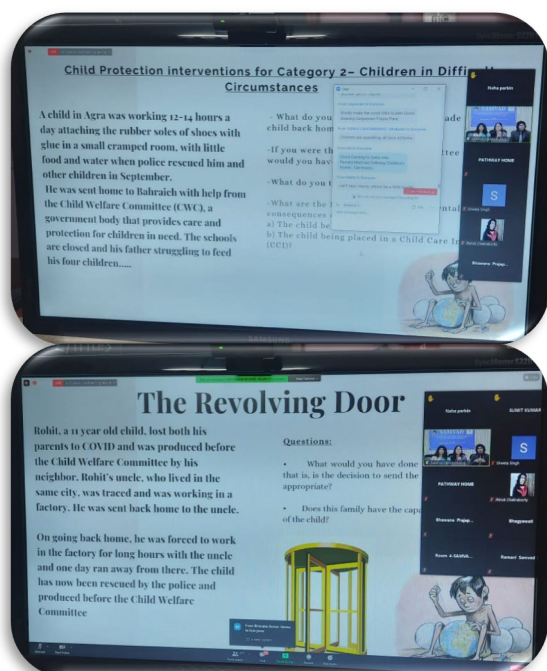 Child Protection interventions for Category 2– Children in
Circumstances
A child in Agra was working 12-14 hours a
day attaching the rubber soles of shoes with
glue in a small cramped room, with little
food and water when police rescued him and
other children in September.
He was sent home to Bahraich with help from
the Child Welfare Committee (CWC), a
government body that provides care and
protection for children in need. The schools
are closed and his father struggling to feed
his four children.....
- What do you
child back hom
-If you were th
would you hav
-What do you t
-What are the
consequences
a) The child be
b) The child being placed in a Child Care In
(CCI)?
Naha parbin
PATHWAY HOME
S
Shweta Singh
Bhawana Prajap...
SAMSUNG
The Revolving Door
Rohit, a 11 year old child, lost both his
parents to COVID and was produced before
the Child Welfare Committee by his
neighbor. Rohit's uncle, who lived in the
same city, was traced and was working in a
factory. He was sent back home to the uncle.
On going back home, he was forced to work
in the factory for long hours with the uncle
and one day ran away from there. The child
has now been rescued by the police and
produced before the Child Welfare
Committee
Questions:
• What would you have done
that is, is the decision to send the
appropriate?
• Does this family have the capa
of the child?
Naha parbin
SUMIT KUMAR
S
Shweta Singh
PATHWAY HOME
Bhawana Prajap...
Bhagyawati